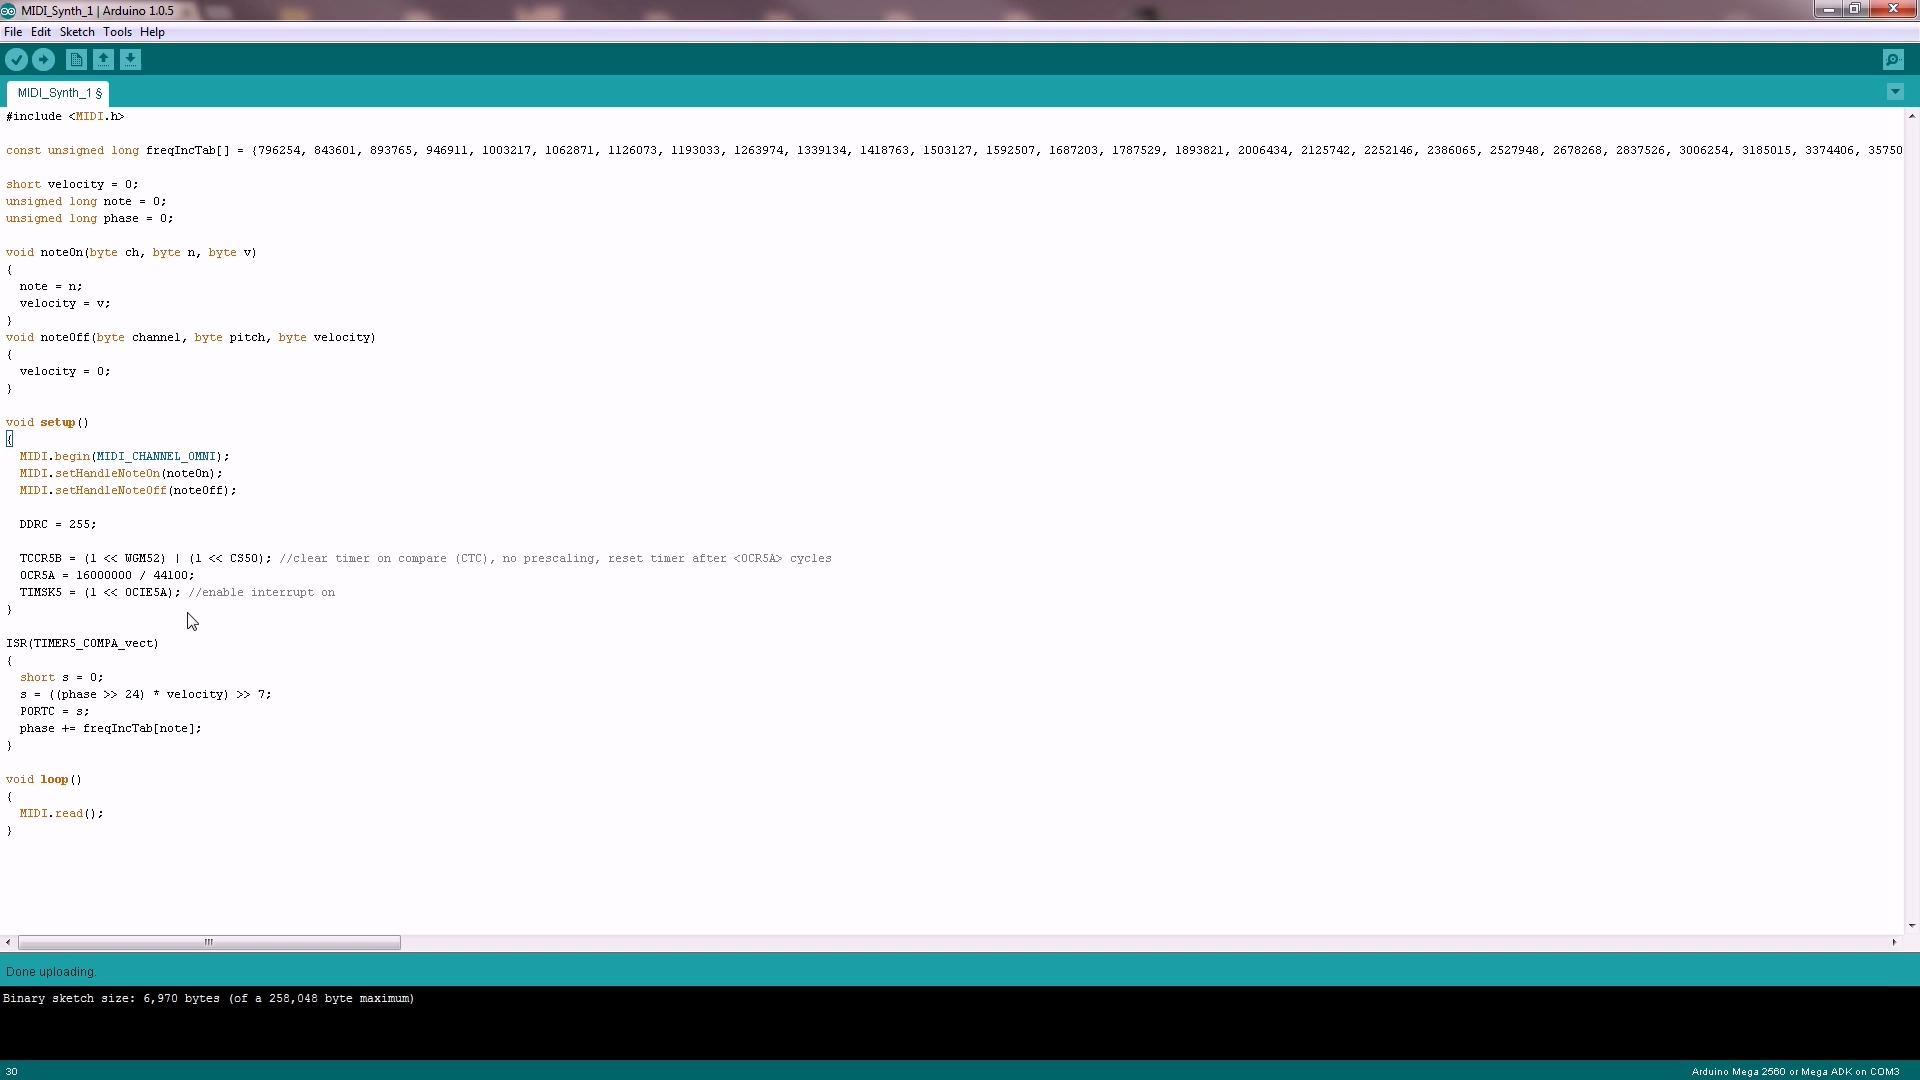 MIDI_Synth_1 | Arduino 1.0.5
File Edit Sketch Tools Help
MIDI_Synth_1 §
#include <MIDI.h>
const unsigned long freqIncTab[] = {796254, 843601, 893765, 946911, 1003217, 1062871, 1126073, 1193033, 1263974, 1339134, 1418763, 1503127, 1592507, 1687203, 1787529, 1893821, 2006434, 2125742, 2252146, 2386065, 2527948, 2678268, 2837526, 3006254, 3185015, 3374406, 35750
short velocity = 0;
unsigned long note = 0;
unsigned long phase = 0;
void noteOn(byte ch, byte n, byte v)
{
note = n;
velocity = v;
}
void noteOff(byte channel, byte pitch, byte velocity)
{
velocity = 0;
}
void setup()
{
MIDI.begin(MIDI_CHANNEL_OMNI);
MIDI.setHandleNoteOn(noteOn);
MIDI.setHandleNoteOff(noteOff);
DDRC = 255;
TCCR5B = (1 << WGM52) | (1 << CS50); //clear timer on compare (CTC), no prescaling, reset timer after <OCR5A> cycles
OCR5A = 16000000 / 44100;
TIMSK5 = (1 << OCIE5A); //enable interrupt on
}
ISR(TIMER5_COMPA_vect)
{
short s = 0;
s = ((phase >> 24) * velocity) >> 7;
PORTC = s;
phase += freqIncTab[note];
}
void loop()
{
MIDI.read();
}
Done uploading.
Binary sketch size: 6,970 bytes (of a 258,048 byte maximum)
30
Arduino Mega 2560 or Mega ADK on COM3